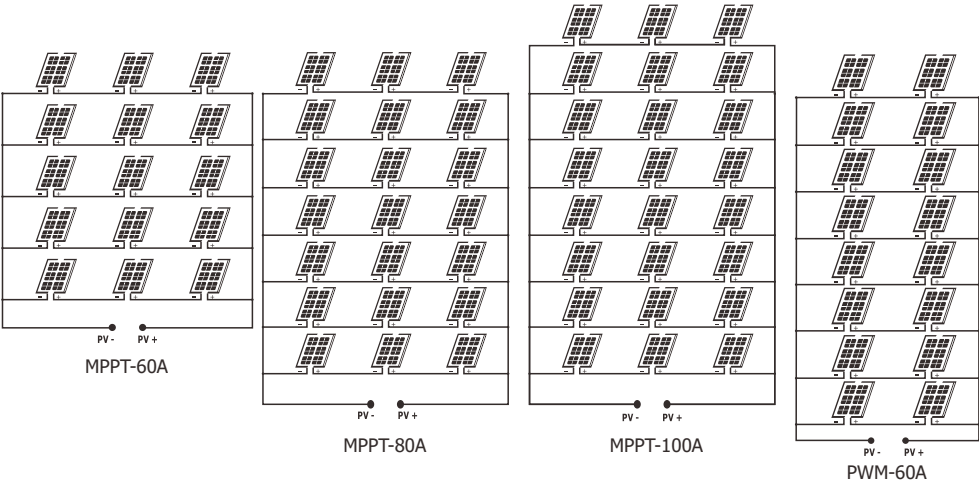 PV - PV +
MPPT-60A
PV - PV +
MPPT-80A
PV - PV +
MPPT-100A
PV - PV +
PWM-60A